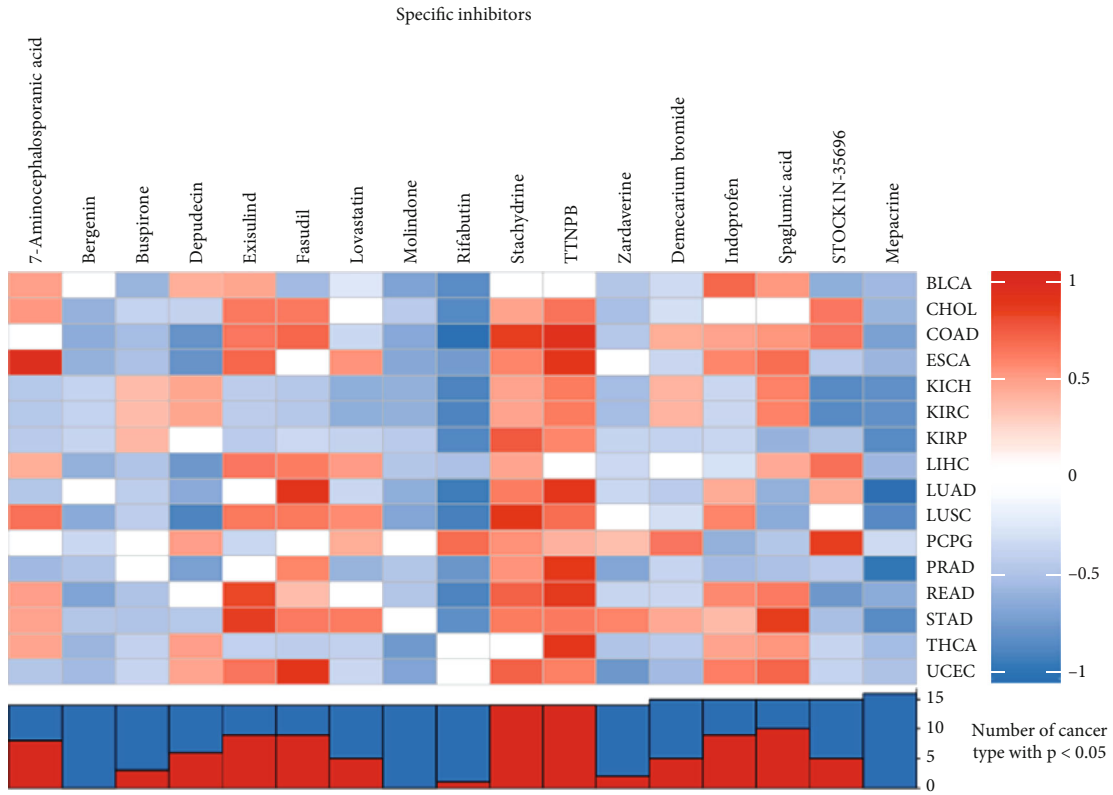 Specific inhibitors
7-Aminocephalosporanic acid
Bergenin
Buspirone
Depudecin
Exisulind
Fasudil
Lovastatin
Molindone
Rifabutin
Stachydrine
TTNPB
Zardaverine
Demecarium bromide
Indoprofen
Spaglumic acid
STOCK1N-35696
Mepacrine
BLCA
CHOL
COAD
ESCA
KICH
KIRC
KIRP
LIHC
LUAD
LUSC
PCPG
PRAD
READ
STAD
THCA
UCEC
1
0.5
0
−0.5
−1
15
10
5
0
Number of cancer
type with p < 0.05